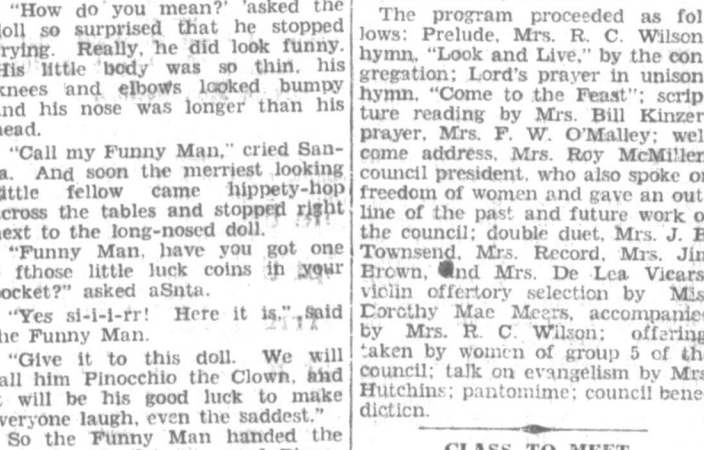 "How do you mean?' 'asked the
doll so surprised that he stopped
rying. Really, he did look funny.
His little body was so thin, his
knees and elbows looked bumpy
and his nose was longer than his
head.
"Call my Funny Man," cried San-
a. And soon the merriest looking
little fellow came hippety-hop
across the tables and stopped right
next to the long-nosed doll.
"Funny Man, have you got one
fthose little luck coins in your
pocket?" asked aSnta.
"Yes si-i-i-rr! Here it is," said
the Funny Man.
"Give it to this doll. We will
all him Pinocchio the Clown, and
t will be his good luck to make
everyone laugh, even the saddest."
So the Funny Man handed the
The program proceeded as fol
lows: Prelude, Mrs. R. C. Wilson
hymn, "Look and Live," by the con
gregation; Lord's prayer in unison
hymn, "Come to the Feast"; scrip
ture reading by Mrs. Bill Kinzer
prayer, Mrs. F. W. O'Malley; wel
come address, Mrs. Roy McMiller
council president, who also spoke o
freedom of women and gave an out
line of the past and future work o
the council; double duet, Mrs. J. B
Townsend, Mrs. Record, Mrs. Jim
Brown, and Mrs. De Lea Vicars
violin offertory selection by Mis
Dorothy Mae Meers, accompanie
by Mrs. R. C. Wilson; offering
taken by women of group 5 of th
council; talk on evangelism by Mrs
Hutchins; pantomime; council bene
diction.
CLASS TO MEET